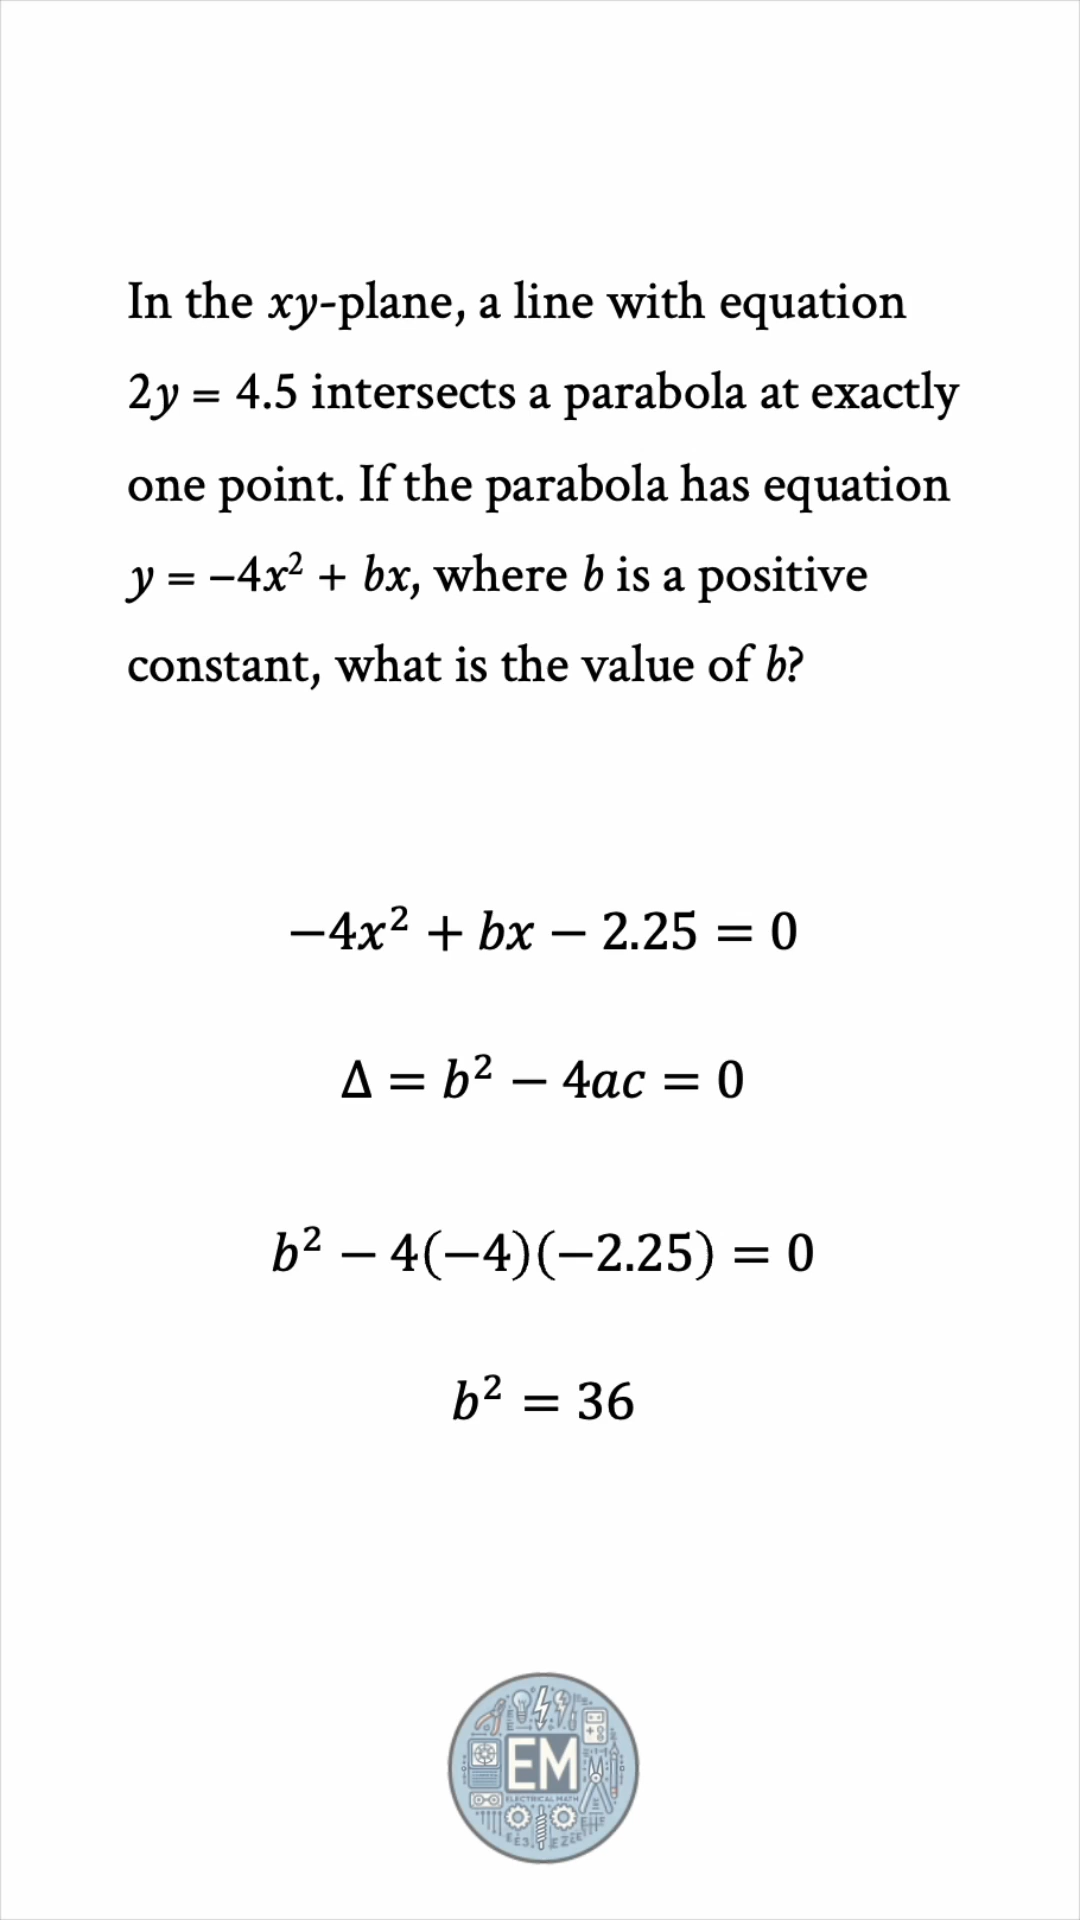 In the xy-plane, a line with equation
2y = 4.5 intersects a parabola at exactly
one point. If the parabola has equation
y = −4x² + bx, where b is a positive
constant, what is the value of b?
−4x² + bx − 2.25 = 0
Δ = b² − 4ac = 0
b² − 4(−4)(−2.25) = 0
b² = 36
EM
ELECTRICAL MATH